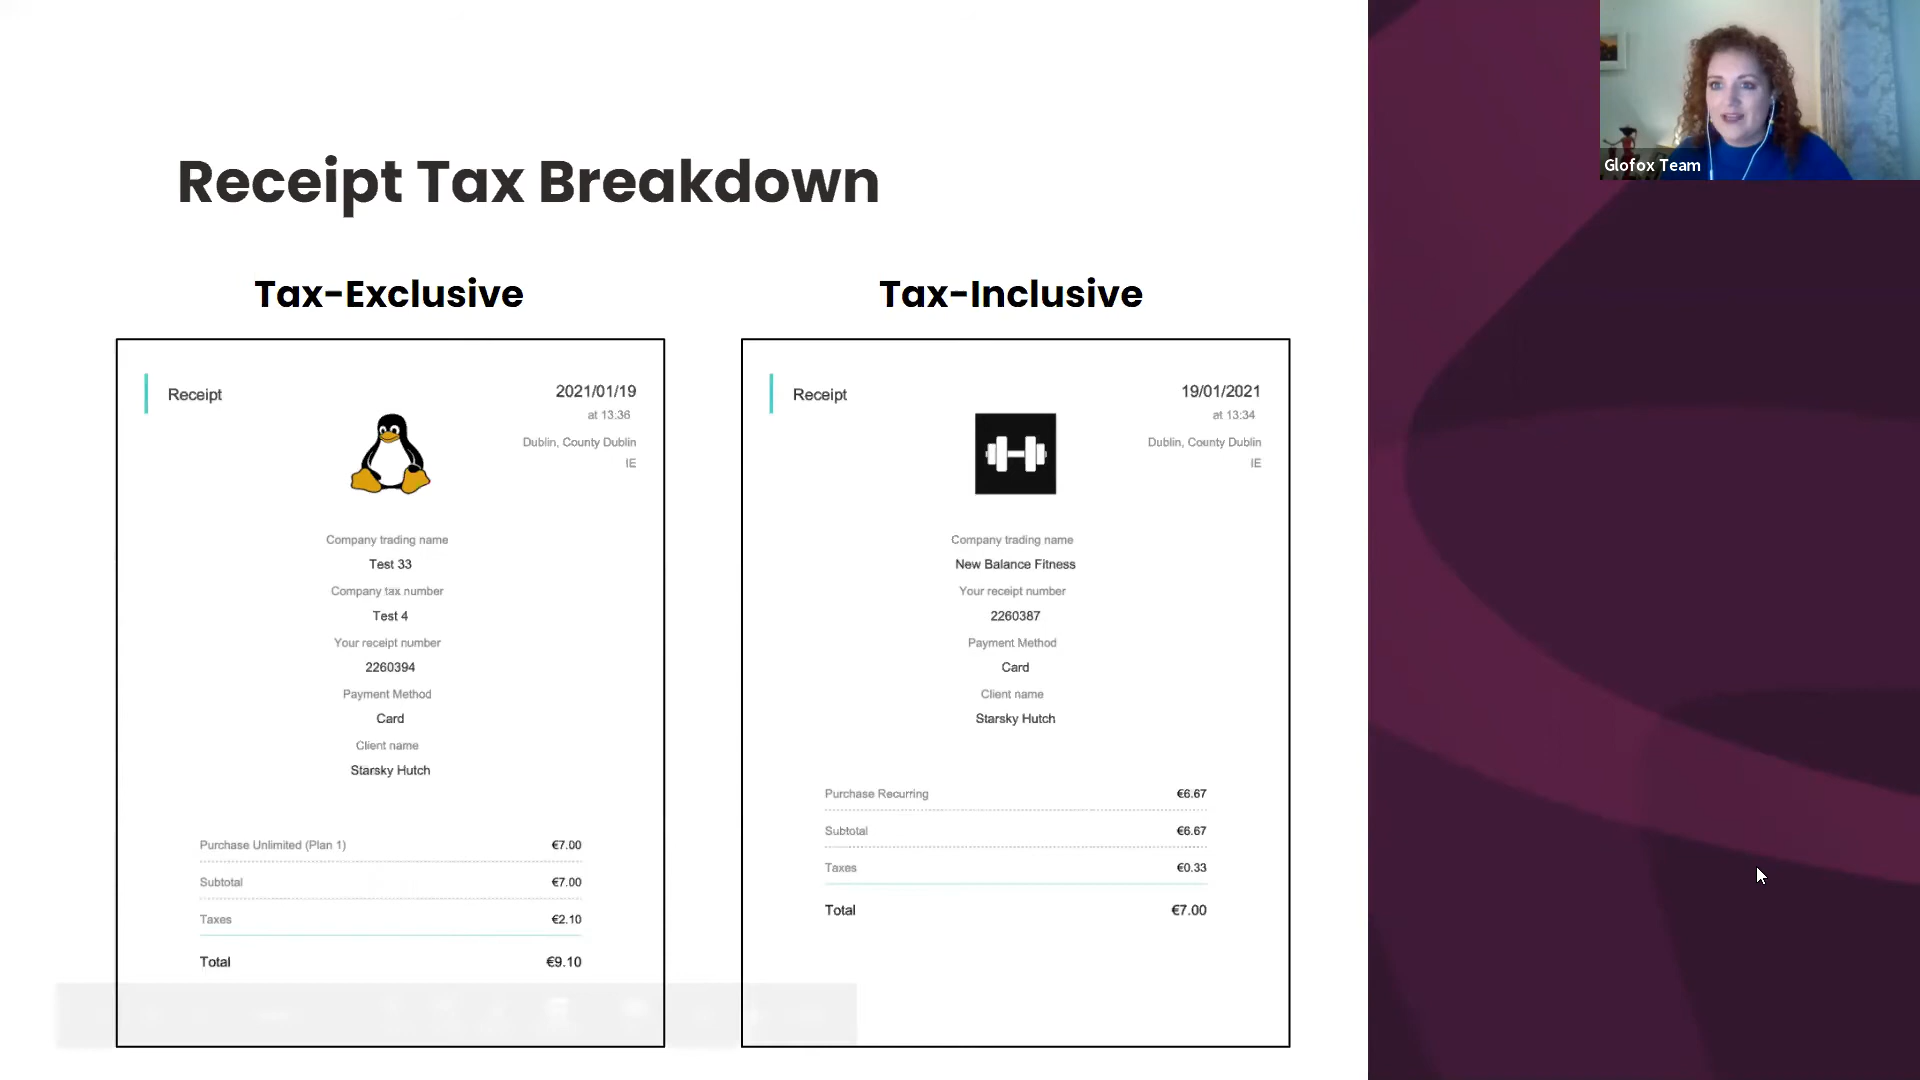 Receipt Tax Breakdown
Tax-Exclusive
Receipt
2021/01/19
at 13:36
Dublin, County Dublin
IE
Company trading name
Test 33
Company tax number
Test 4
Your receipt number
2260394
Payment Method
Card
Client name
Starsky Hutch
Purchase Unlimited (Plan 1) €7.00
Subtotal €7.00
Taxes €2.10
Total €9.10
Tax-Inclusive
Receipt
19/01/2021
at 13:34
Dublin, County Dublin
IE
Company trading name
New Balance Fitness
Your receipt number
2260387
Payment Method
Card
Client name
Starsky Hutch
Purchase Recurring €6.67
Subtotal €6.67
Taxes €0.33
Total €7.00
Glofox Team